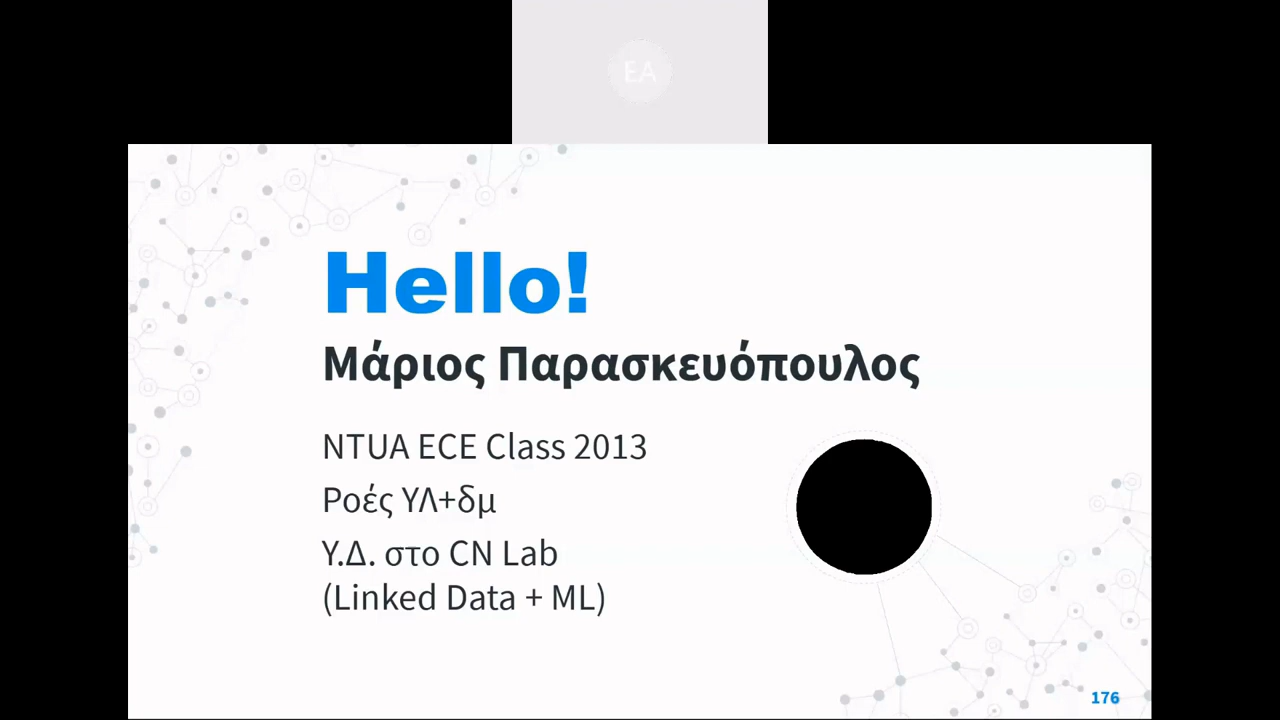 EA
Hello!
Μάριος Παρασκευόπουλος
NTUA ECE Class 2013
Ροές ΥΛ+δμ
Υ.Δ. στο CN Lab
(Linked Data + ML)
176